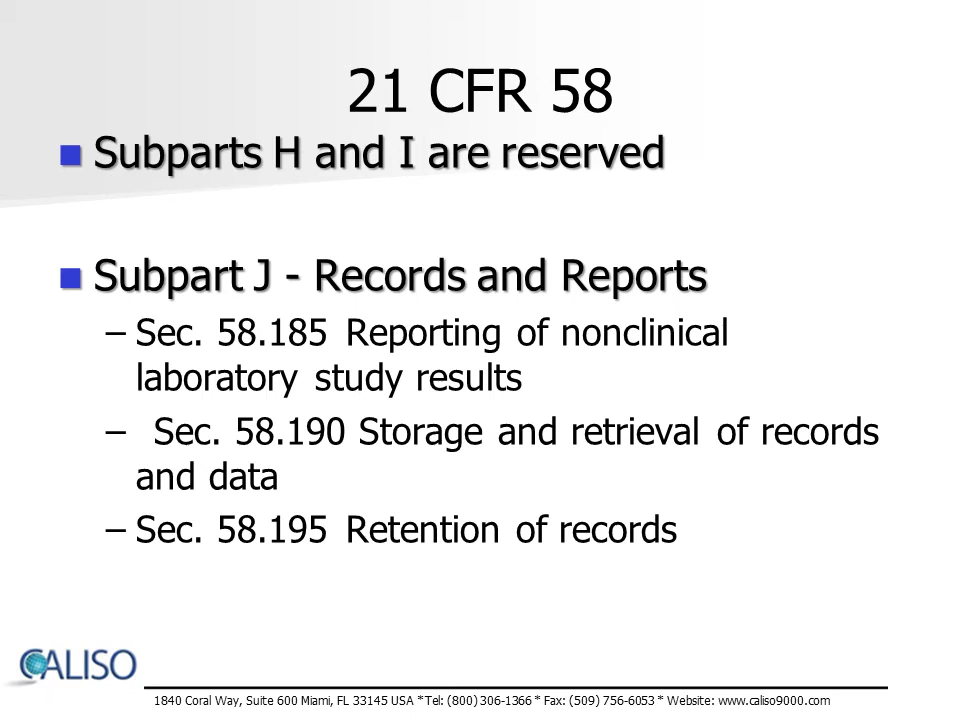 21 CFR 58
Subparts H and I are reserved
Subpart J - Records and Reports
– Sec. 58.185 Reporting of nonclinical
laboratory study results
– Sec. 58.190 Storage and retrieval of records
and data
– Sec. 58.195 Retention of records
CALISO
1840 Coral Way, Suite 600 Miami, FL 33145 USA *Tel: (800) 306-1366 * Fax: (509) 756-6053 * Website: www.caliso9000.com